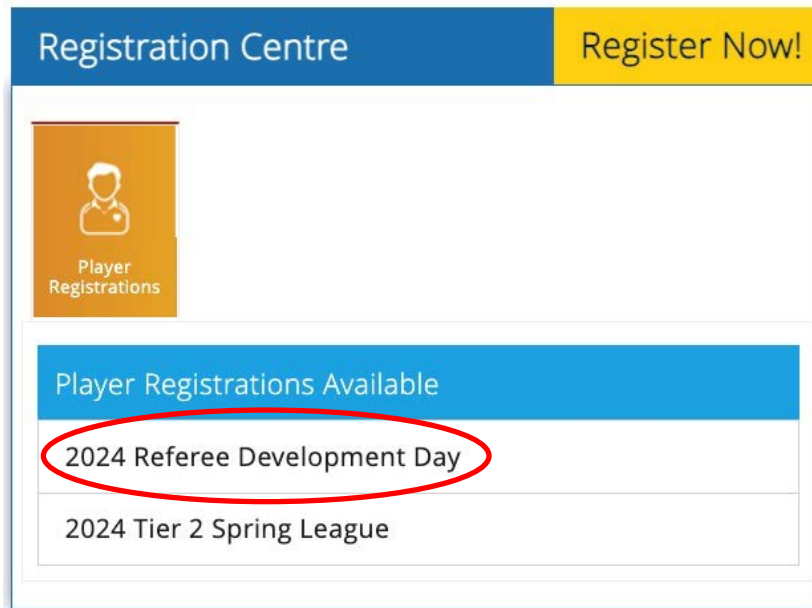 Registration Centre
Register Now!
Player
Registrations
Player Registrations Available
2024 Referee Development Day
2024 Tier 2 Spring League